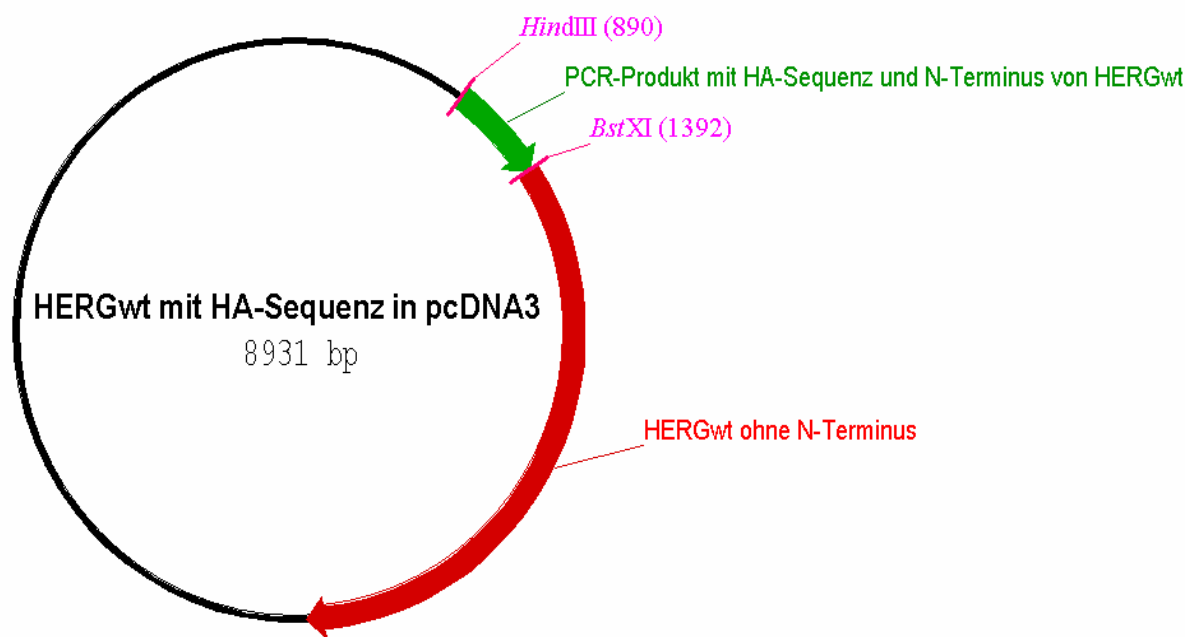 HindIII (890)
PCR-Produkt mit HA-Sequenz und N-Terminus von HERGwt
BstXI (1392)
HERGwt mit HA-Sequenz in pcDNA3
8931 bp
HERGwt ohne N-Terminus